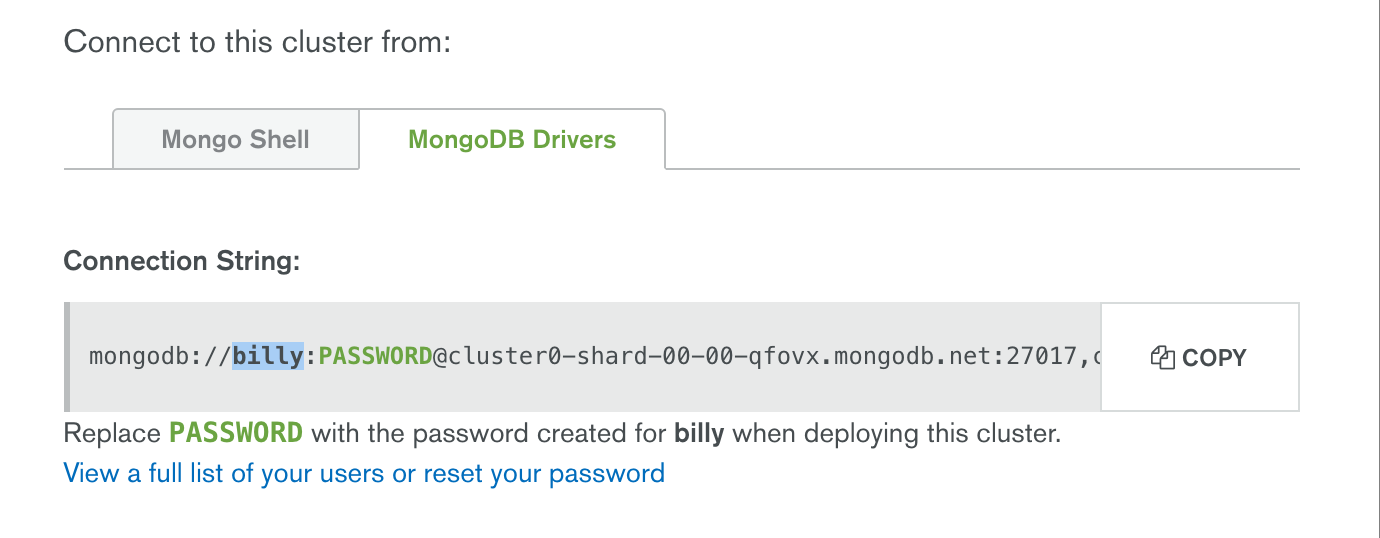 Connect to this cluster from:
Mongo Shell
MongoDB Drivers
Connection String:
mongodb://billy:PASSWORD@cluster0-shard-00-00-qfovx.mongodb.net:27017,c
COPY
Replace PASSWORD with the password created for billy when deploying this cluster.
View a full list of your users or reset your password